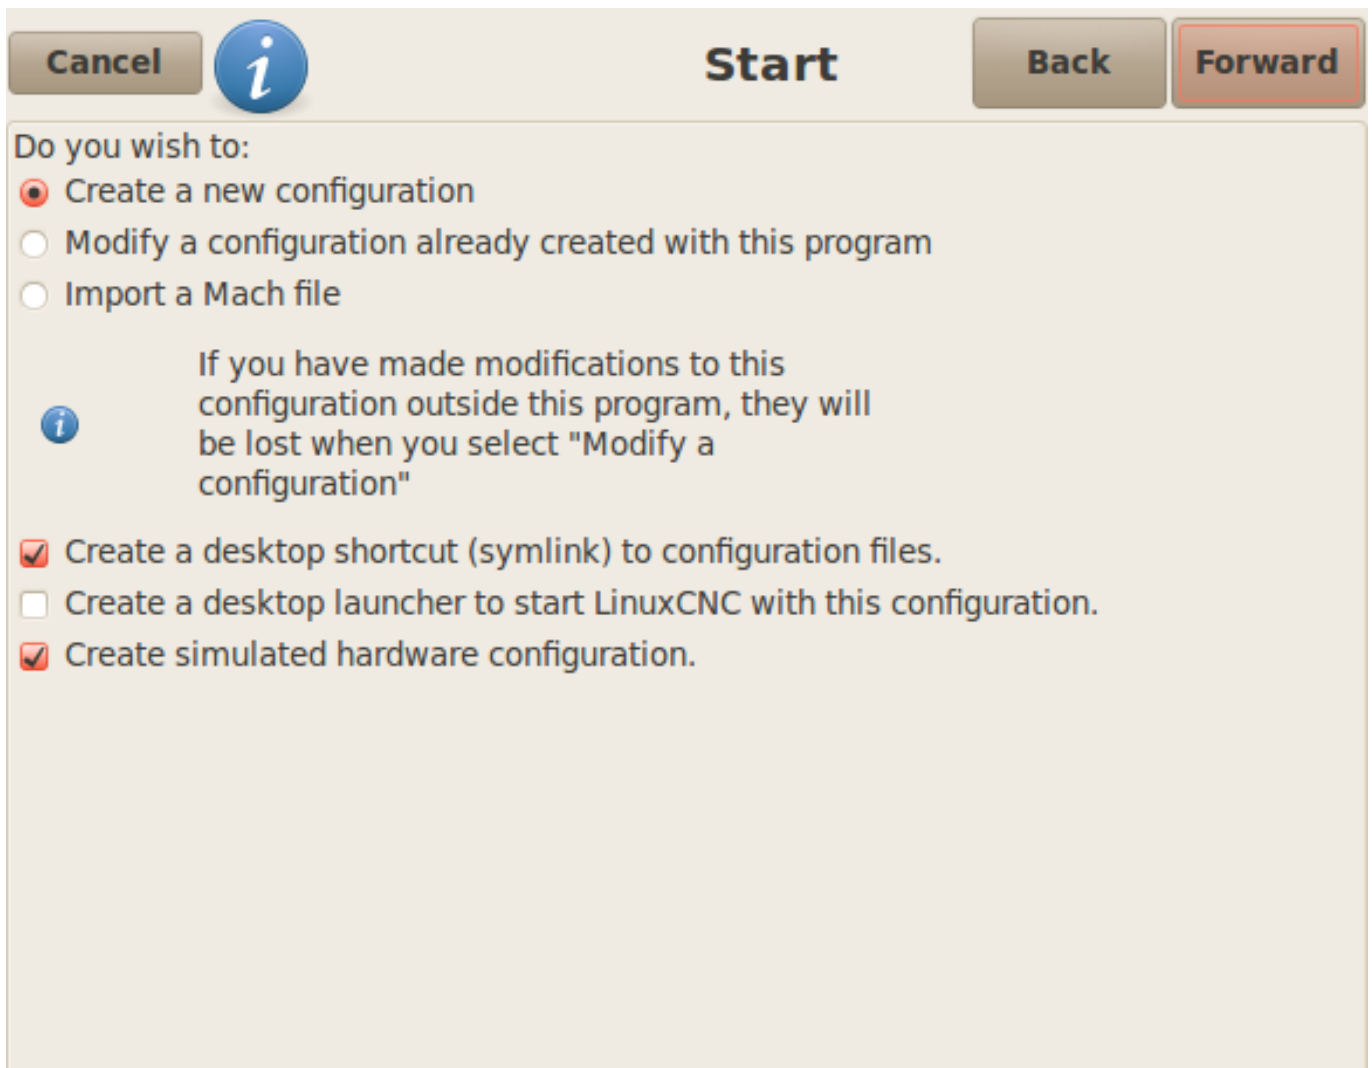 Cancel
i
Start
Back
Forward
Do you wish to:
Create a new configuration
Modify a configuration already created with this program
Import a Mach file
If you have made modifications to this
configuration outside this program, they will
be lost when you select "Modify a
configuration"
i
Create a desktop shortcut (symlink) to configuration files.
Create a desktop launcher to start LinuxCNC with this configuration.
Create simulated hardware configuration.